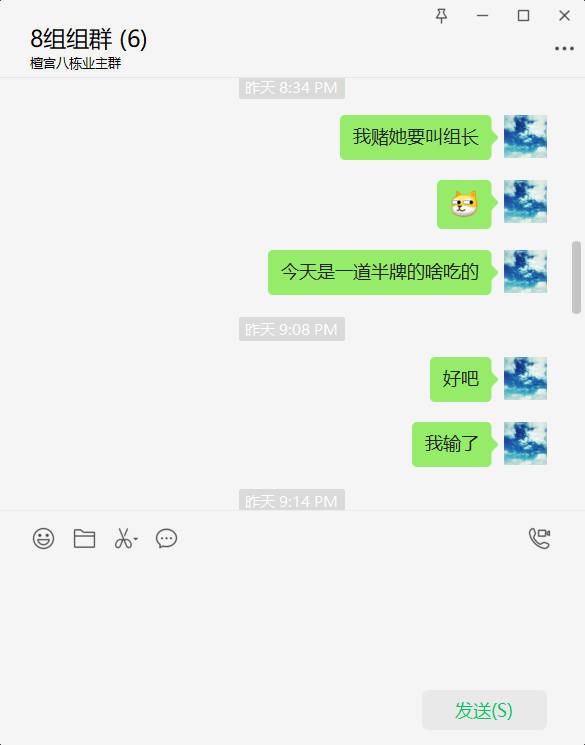 8组组群 (6)
檀宫八栋业主群
昨天 8:34 PM
我赌她要叫组长
今天是一道半牌的啥吃的
昨天 9:08 PM
好吧
我输了
昨天 9:14 PM
发送(S)